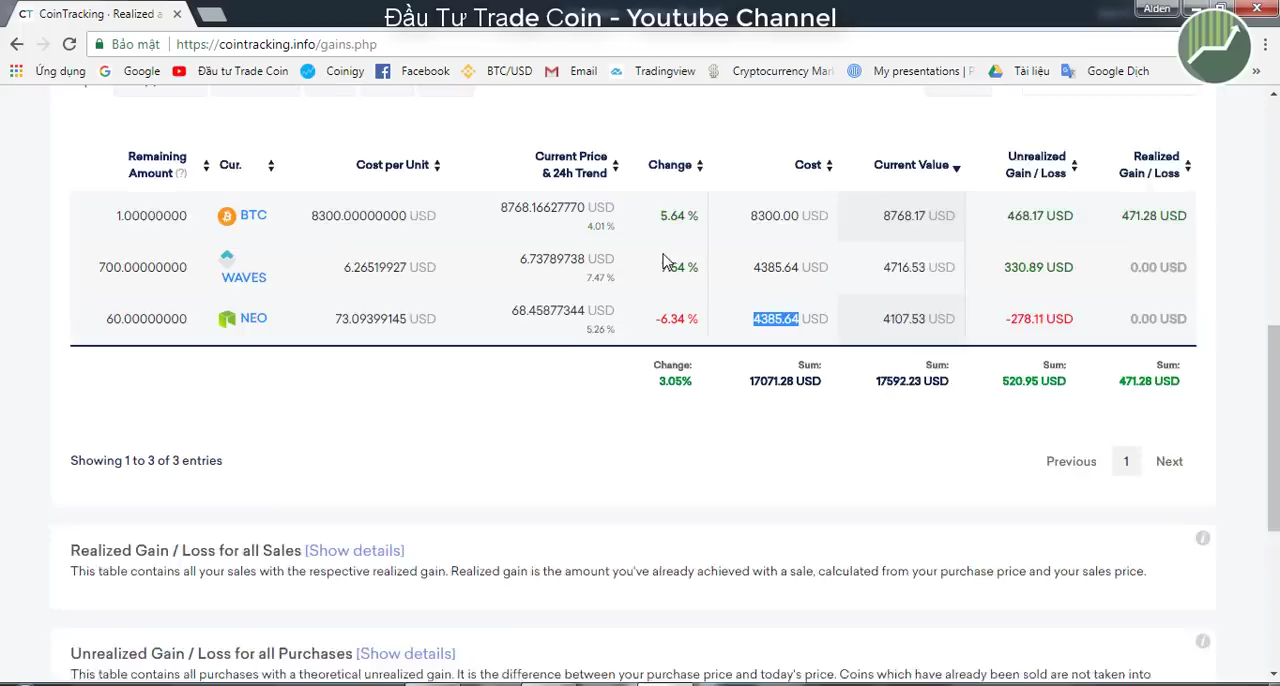 Đầu Tư Trade Coin - Youtube Channel
CT CoinTracking · Realized a
Alden
Bảo mật https://cointracking.info/gains.php
Ứng dụng Google Đầu tư Trade Coin Coinigy Facebook BTC/USD Email Tradingview Cryptocurrency Mark My presentations | P Tài liệu Google Dịch »
Remaining Amount (?) Cur. Cost per Unit Current Price & 24h Trend Change Cost Current Value Unrealized Gain / Loss Realized Gain / Loss
1.00000000 BTC 8300.00000000 USD 8768.16627770 USD 4.01 % 5.64 % 8300.00 USD 8768.17 USD 468.17 USD 471.28 USD
700.00000000 WAVES 6.26519927 USD 6.73789738 USD 7.47 % 54 % 4385.64 USD 4716.53 USD 330.89 USD 0.00 USD
60.00000000 NEO 73.09399145 USD 68.45877344 USD 5.26 % -6.34 % 4385.64 USD 4107.53 USD -278.11 USD 0.00 USD
Change: Sum: Sum: Sum: Sum:
3.05% 17071.28 USD 17592.23 USD 520.95 USD 471.28 USD
Showing 1 to 3 of 3 entries
Previous 1 Next
Realized Gain / Loss for all Sales [Show details]
This table contains all your sales with the respective realized gain. Realized gain is the amount you've already achieved with a sale, calculated from your purchase price and your sales price.
Unrealized Gain / Loss for all Purchases [Show details]
This table contains all purchases with a theoretical unrealized gain. It is the difference between your purchase price and today's price. Coins which have already been sold are not taken into